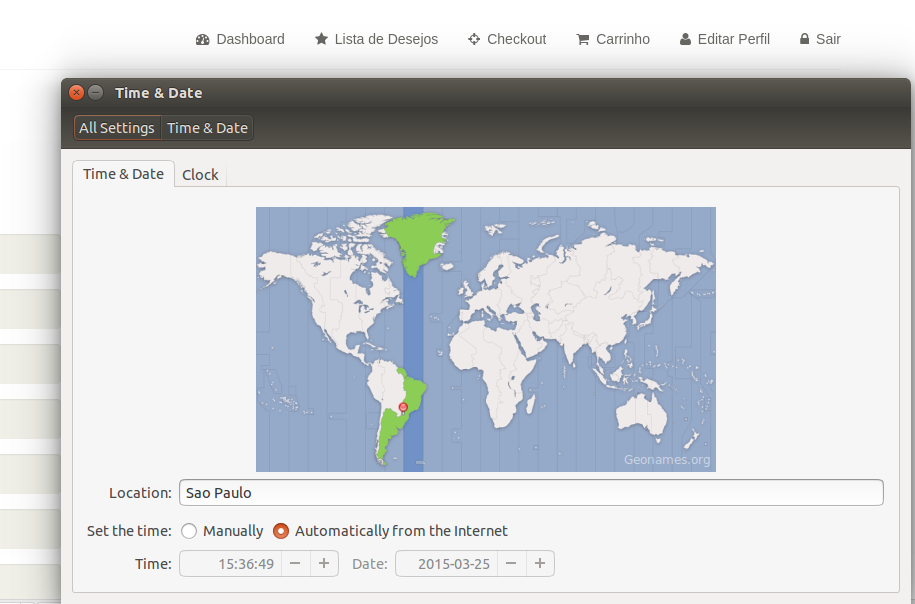 Dashboard Lista de Desejos Checkout Carrinho Editar Perfil Sair
Time & Date
All Settings Time & Date
Time & Date Clock
Geonames.org
Location: Sao Paulo
Set the time: Manually Automatically from the Internet
Time: 15:36:49 − + Date: 2015-03-25 − +